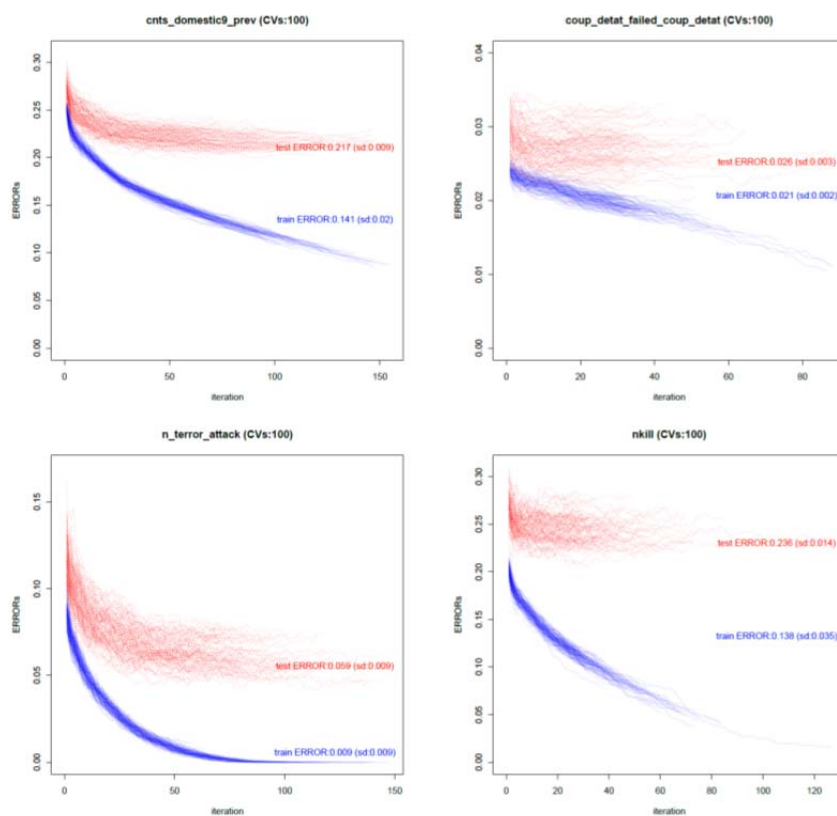 cnts_domestic9_prev (CVs:100)
ERRORs
0.30
0.25
0.20
0.15
0.10
0.05
0.00
test ERROR:0.217 (sd:0.009)
train ERROR:0.141 (sd:0.02)
0
50
100
150
iteration
coup_detat_failed_coup_detat (CVs:100)
ERRORs
0.04
0.03
0.02
0.01
0.00
test ERROR:0.026 (sd:0.003)
train ERROR:0.021 (sd:0.002)
0
20
40
60
80
iteration
n_terror_attack (CVs:100)
ERRORs
0.15
0.10
0.05
0.00
test ERROR:0.059 (sd:0.009)
train ERROR:0.009 (sd:0.009)
0
50
100
150
iteration
nkill (CVs:100)
ERRORs
0.30
0.25
0.20
0.15
0.10
0.05
0.00
test ERROR:0.236 (sd:0.014)
train ERROR:0.138 (sd:0.035)
0
20
40
60
80
100
120
iteration